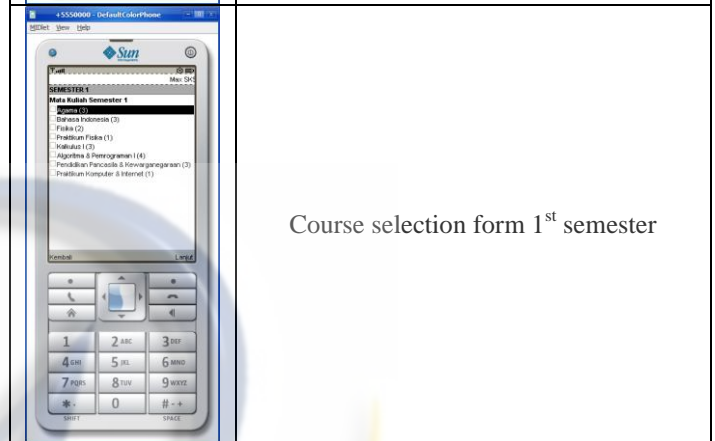 +5550000 - DefaultColorPhone
MIDlet View Help
Sun
Max SKS
SEMESTER 1
Mata Kuliah Semester 1
Agama (3)
Bahasa Indonesia (3)
Fisika (2)
Praktikum Fisika (1)
Kalkulus I (3)
Algoritma & Pemrograman I (4)
Pendidikan Pancasila & Kewarganegaraan (3)
Praktikum Komputer & Internet (1)
Kembali Lanjut
1 2 ABC 3 DEF
4 GHI 5 JKL 6 MNO
7 PQRS 8 TUV 9 WXYZ
* . 0 # - +
SHIFT SPACE
Course selection form 1st semester